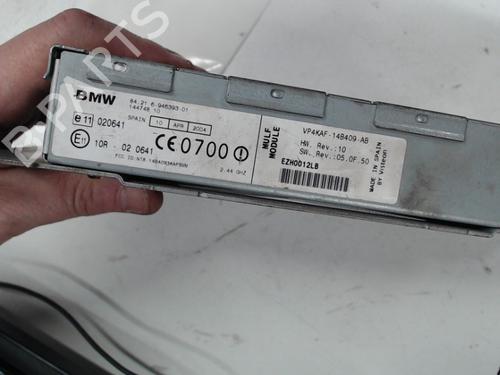 BMW
84.21 6-946393-01
144748 10
e11 020641
SPAIN 10 APR 2004
E11 10R - 02 0641
CE0700
2.44 GHZ
MULF
MODULE
VP4KAF-14B409-AB
HW. Rev.: 10
SW. Rev.: 05.0F.50
EZH0012LB
MADE IN SPAIN
BY Visteon
B-PARTS